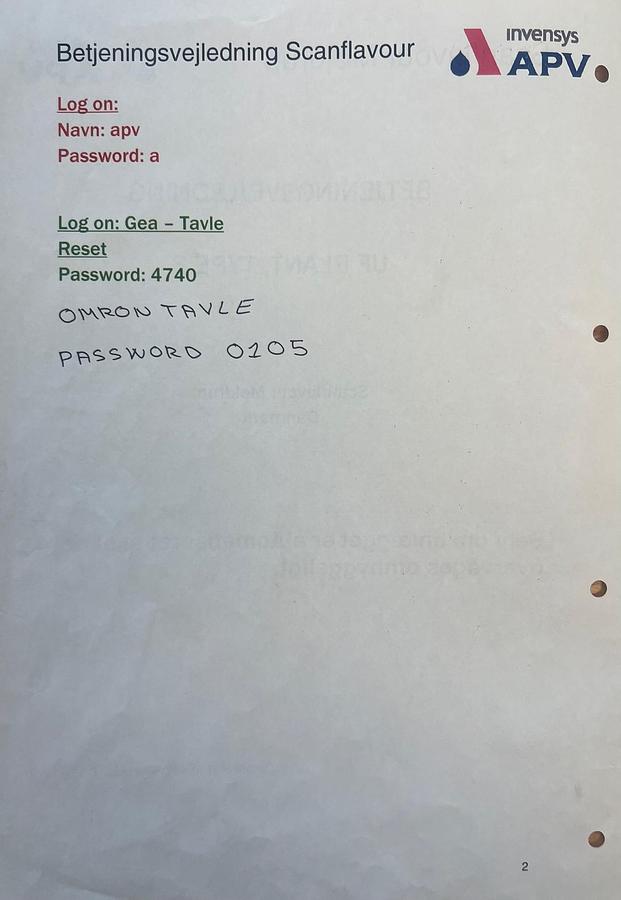 Betjeningsvejledning Scanflavour
invensys
APV
Log on:
Navn: apv
Password: a
Log on: Gea – Tavle
Reset
Password: 4740
OMRON TAVLE
PASSWORD 0105
2